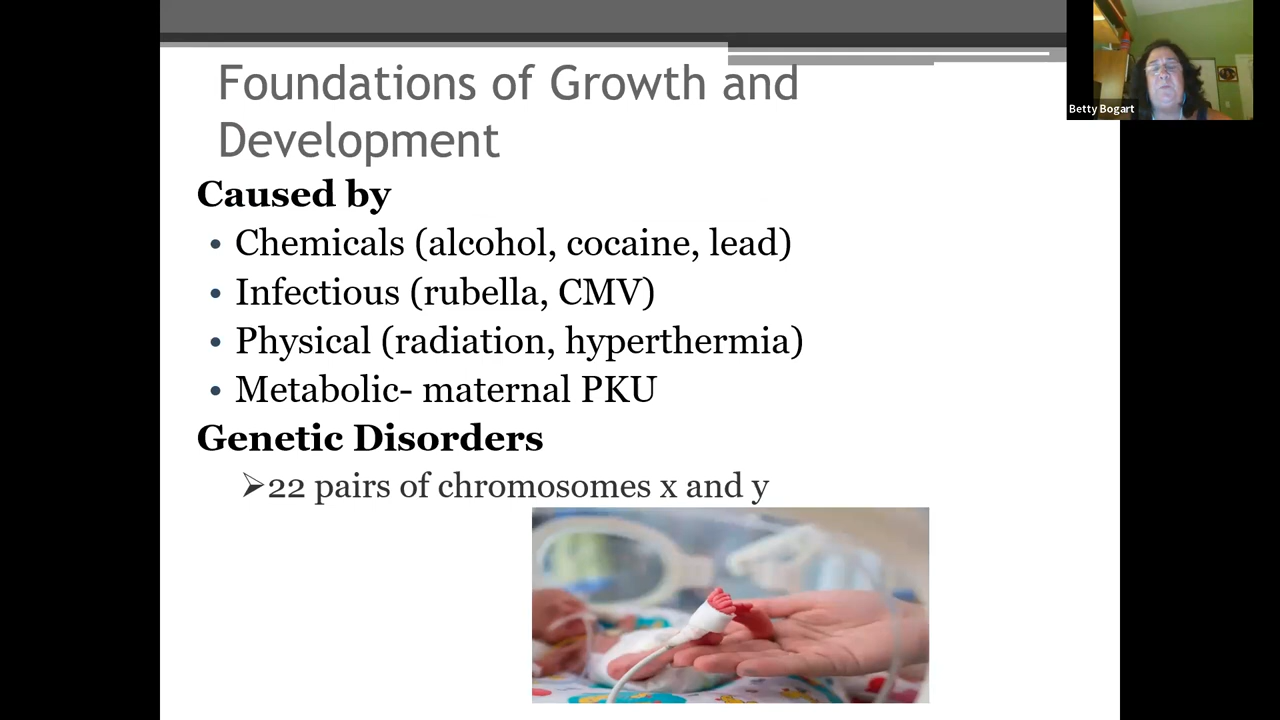 Foundations of Growth and
Development
Betty Bogart
Caused by
• Chemicals (alcohol, cocaine, lead)
• Infectious (rubella, CMV)
• Physical (radiation, hyperthermia)
• Metabolic- maternal PKU
Genetic Disorders
➢22 pairs of chromosomes x and y